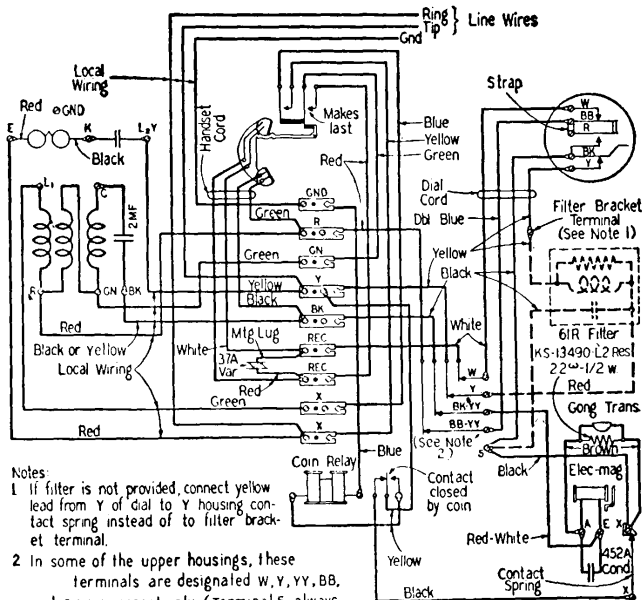 Ring
Tip
Gnd
Line Wires
Local
Wiring
Strap
Red
⌀GND
E
K
L2Y
Black
Makes
last
Handset
Cord
Red
Blue
Yellow
Green
W
BB
R
BK
Y
L1
C
2 MF
Dial
Cord
Dbl Blue
Filter Bracket
Terminal
(See Note 1)
GND
Green
R
Green
GN
Yellow
Y
Yellow
Black
BK
Black
R
GN
BK
Red
Black or Yellow
Local Wiring
Mtg Lug
White
37A
Var
REC
REC
Red
White
W
Y
BK-YY
BB-YY
(See Note
2)
S
61R Filter
KS-13490-L2 Res
22ω-1/2 w.
Red
Gong Trans.
Green
X
Red
X
Brown
Black
Elec-mag
Blue
Coin Relay
Contact
closed
by coin
Yellow
Red-White
A
E
X
452A
Cond
Contact
Spring
X
Black
Notes:
1 If filter is not provided, connect yellow
lead from Y of dial to Y housing con-
tact spring instead of to filter brack-
et terminal.
2 In some of the upper housings, these
terminals are designated W, Y, YY, BB,